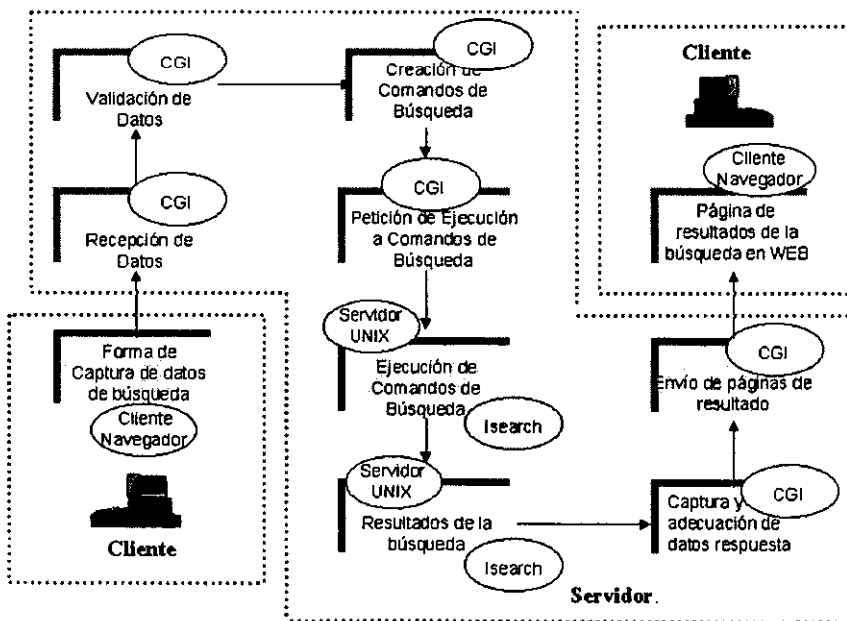 CGI
Validación de
Datos
CGI
Recepción de
Datos
Forma de
Captura de datos
de búsqueda
Cliente
Navegador
Cliente
CGI
Creación de
Comandos de
Búsqueda
CGI
Petición de Ejecución
a Comandos de
Búsqueda
Servidor
UNIX
Ejecución de
Comandos de
Búsqueda
Isearch
Servidor
UNIX
Resultados de la
búsqueda
Isearch
Cliente
Cliente
Navegador
Página de
resultados de la
búsqueda en WEB
CGI
Envío de páginas de
resultado
CGI
Captura y
adecuación de
datos respuesta
Servidor.